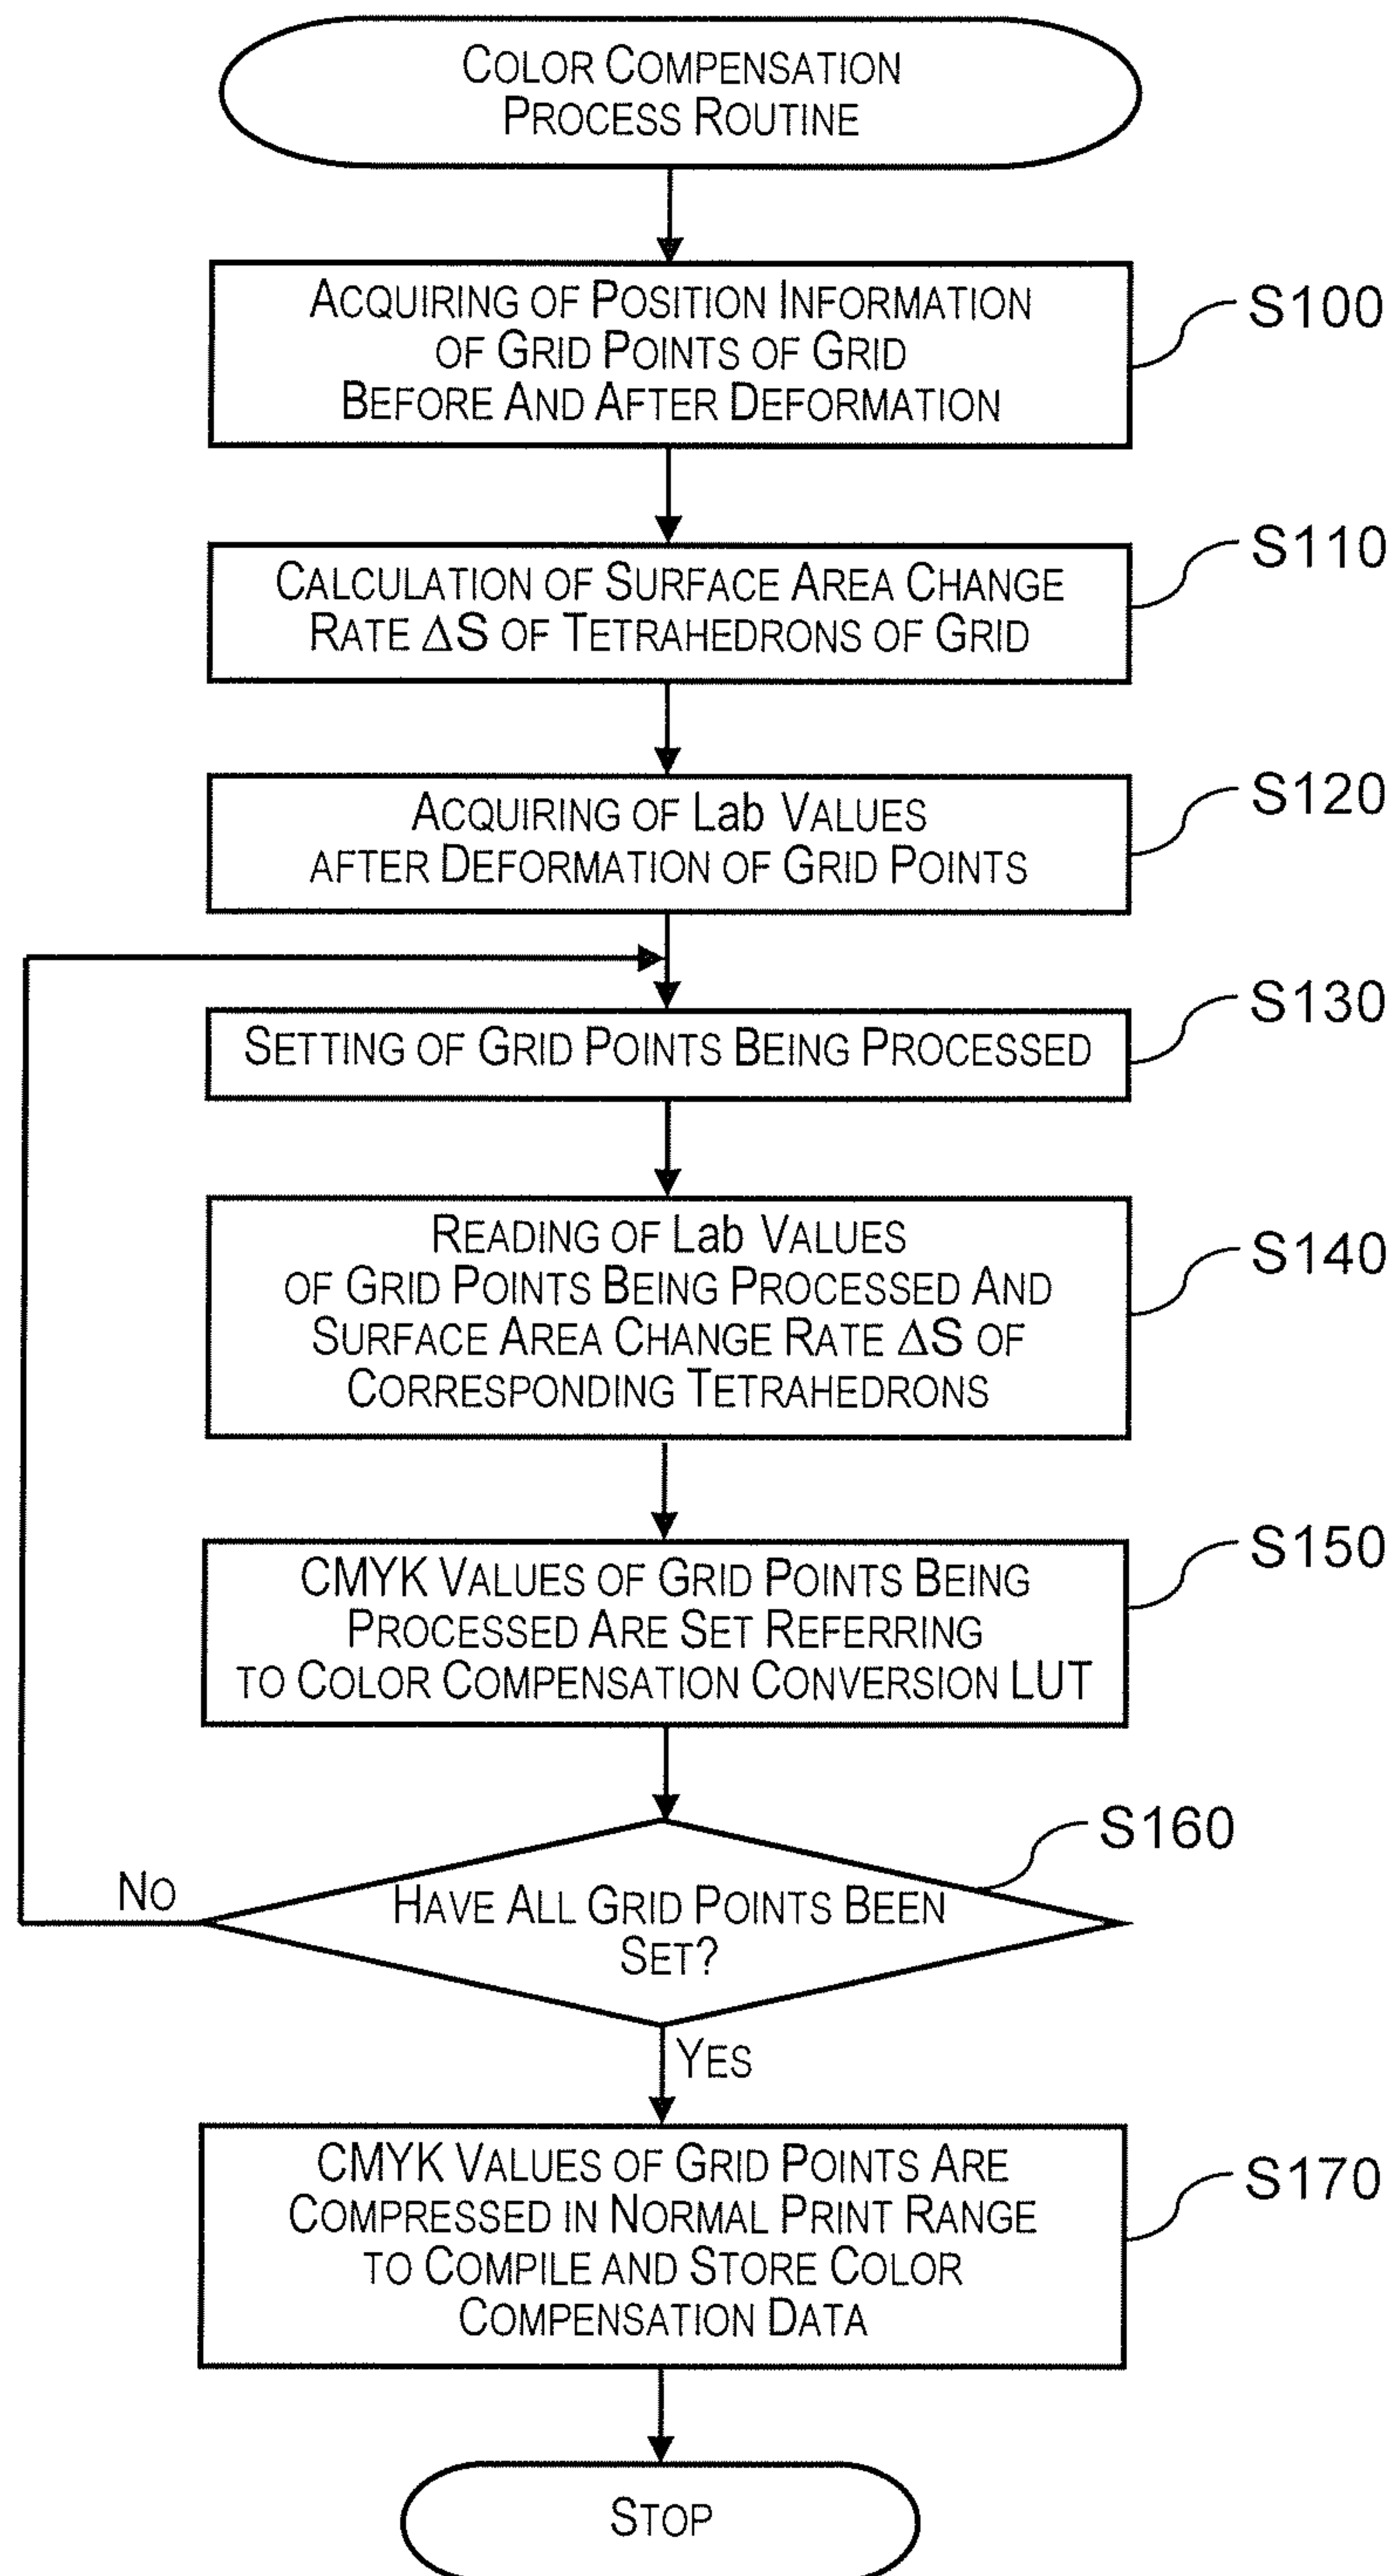 COLOR COMPENSATION
PROCESS ROUTINE
ACQUIRING OF POSITION INFORMATION
OF GRID POINTS OF GRID
BEFORE AND AFTER DEFORMATION
S100
CALCULATION OF SURFACE AREA CHANGE
RATE ΔS OF TETRAHEDRONS OF GRID
S110
ACQUIRING OF Lab VALUES
AFTER DEFORMATION OF GRID POINTS
S120
SETTING OF GRID POINTS BEING PROCESSED
S130
READING OF Lab VALUES
OF GRID POINTS BEING PROCESSED AND
SURFACE AREA CHANGE RATE ΔS OF
CORRESPONDING TETRAHEDRONS
S140
CMYK VALUES OF GRID POINTS BEING
PROCESSED ARE SET REFERRING
TO COLOR COMPENSATION CONVERSION LUT
S150
HAVE ALL GRID POINTS BEEN
SET?
S160
NO
YES
CMYK VALUES OF GRID POINTS ARE
COMPRESSED IN NORMAL PRINT RANGE
TO COMPILE AND STORE COLOR
COMPENSATION DATA
S170
STOP